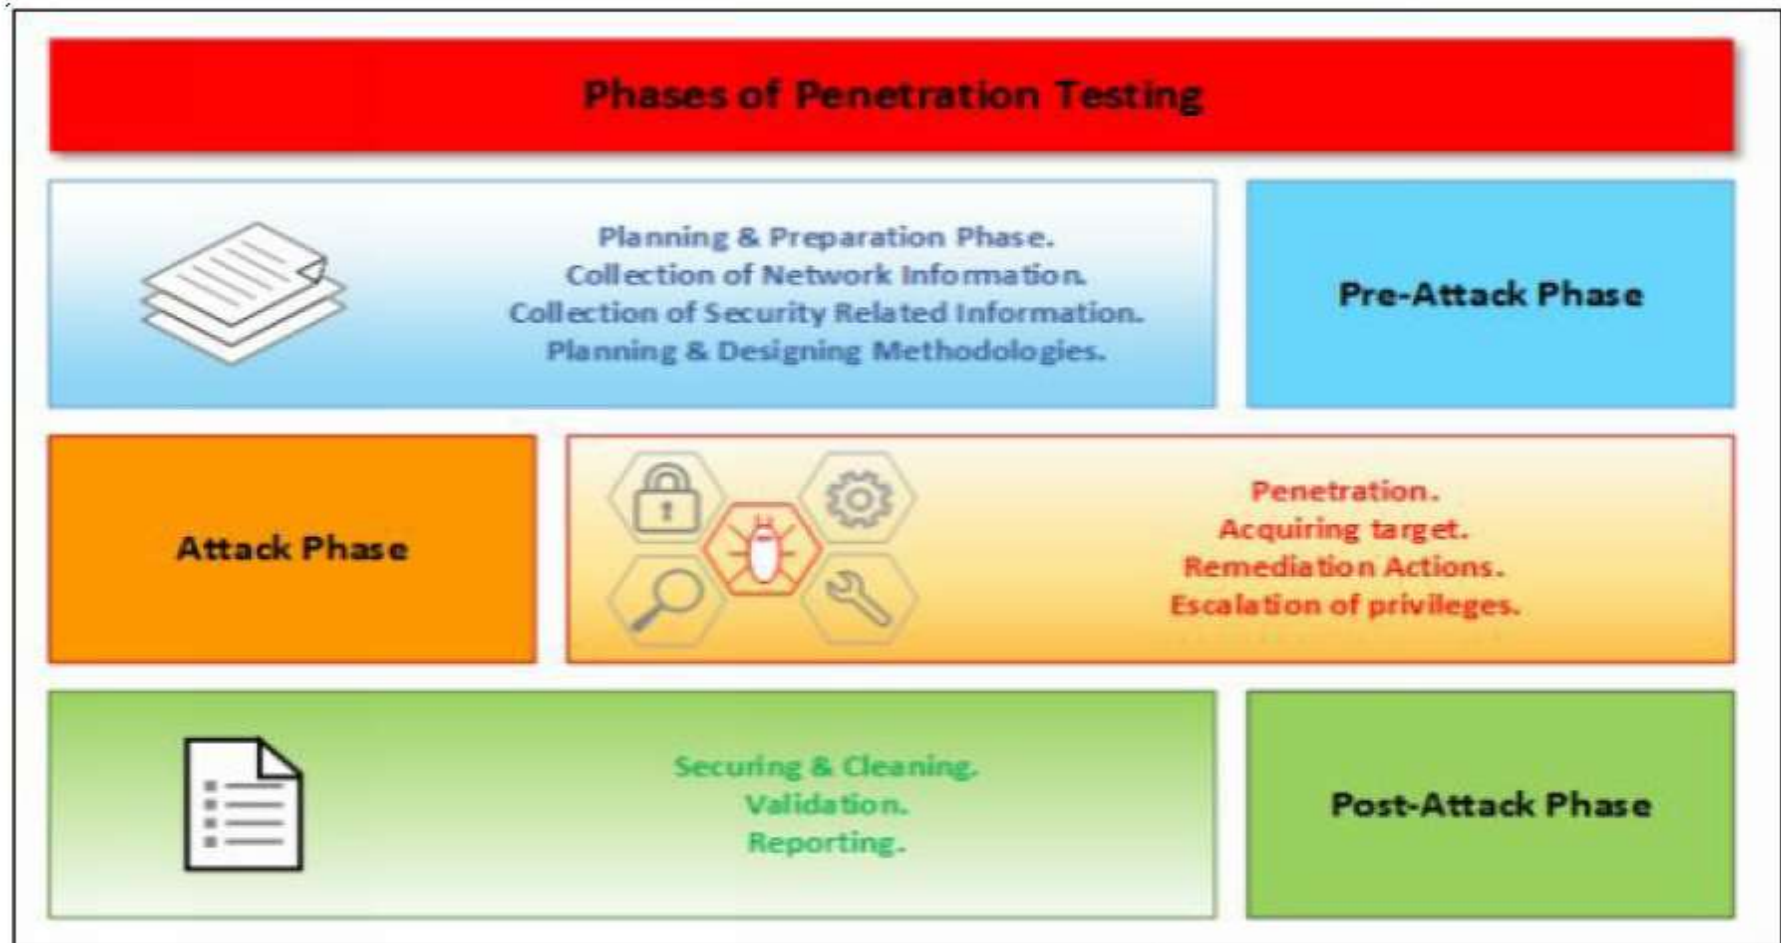 Phases of Penetration Testing
Planning & Preparation Phase.
Collection of Network Information.
Collection of Security Related Information.
Planning & Designing Methodologies.
Pre-Attack Phase
Attack Phase
Penetration.
Acquiring target.
Remediation Actions.
Escalation of privileges.
Securing & Cleaning.
Validation.
Reporting.
Post-Attack Phase